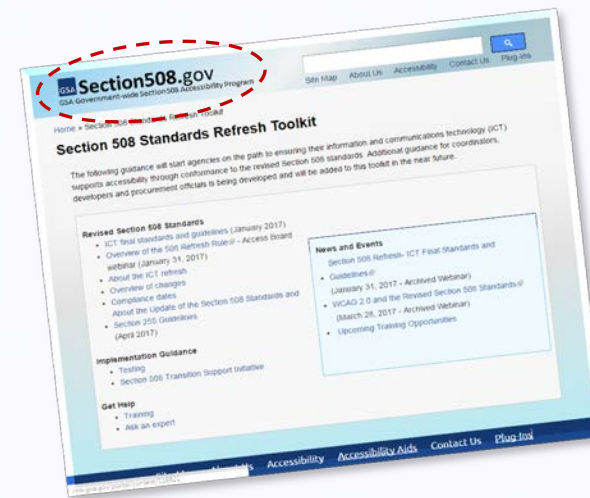 GSA Section508.gov
GSA Government-wide Section 508 Accessibility Program
Site Map About Us Accessibility Contact Us Plug-ins
Home » Section 508 Standards Refresh Toolkit
Section 508 Standards Refresh Toolkit
The following guidance will start agencies on the path to ensuring their information and communications technology (ICT)
supports accessibility through conformance to the revised Section 508 standards. Additional guidance for coordinators,
developers and procurement officials is being developed and will be added to this toolkit in the near future.
Revised Section 508 Standards
• ICT final standards and guidelines (January 2017)
• Overview of the 508 Refresh Rule - Access Board
webinar (January 31, 2017)
• About the ICT refresh
• Overview of changes
• Compliance dates
About the Update of the Section 508 Standards and
• Section 255 Guidelines
(April 2017)
Implementation Guidance
• Testing
• Section 508 Transition Support Initiative
Get Help
• Training
• Ask an expert
News and Events
Section 508 Refresh- ICT Final Standards and
• Guidelines
(January 31, 2017 - Archived Webinar)
• WCAG 2.0 and the Revised Section 508 Standards
(March 28, 2017 - Archived Webinar)
• Upcoming Training Opportunities
Accessibility Accessibility Aids Contact Us Plug-Ins